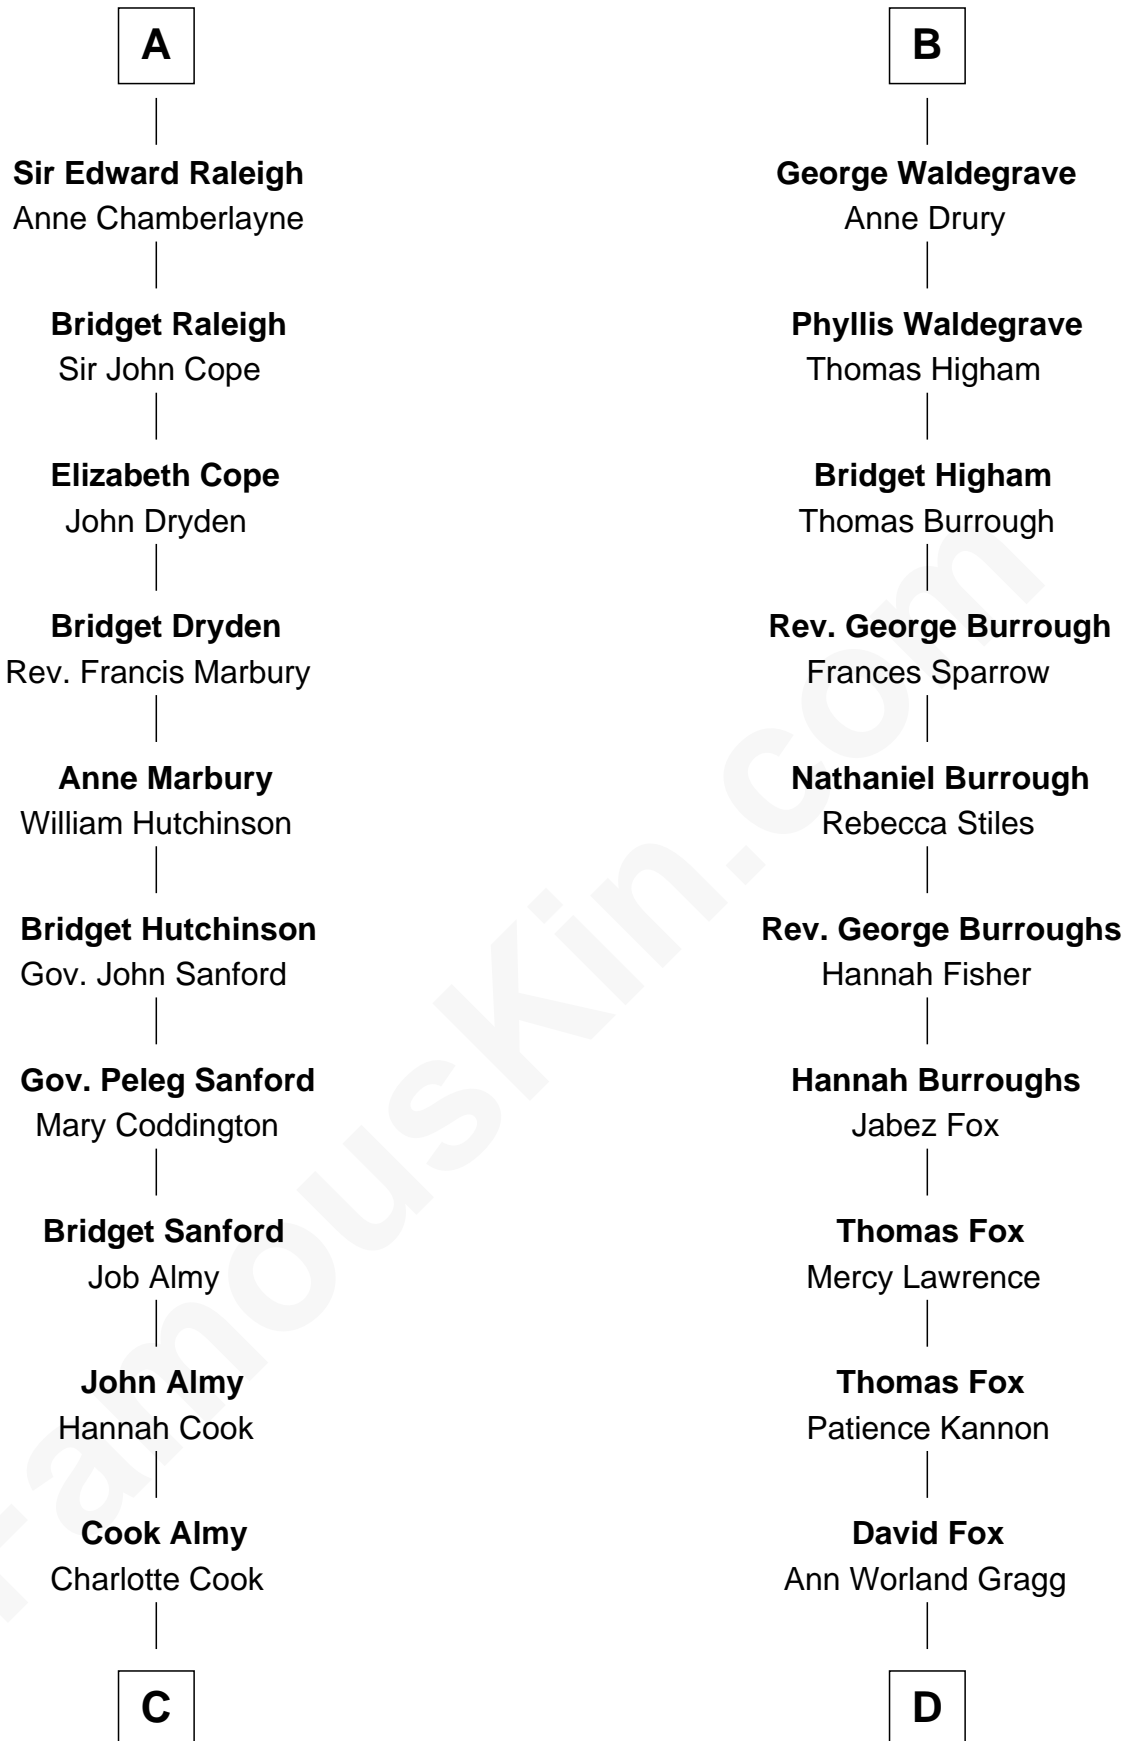 A
Sir Edward Raleigh
Anne Chamberlayne
Bridget Raleigh
Sir John Cope
Elizabeth Cope
John Dryden
Bridget Dryden
Rev. Francis Marbury
Anne Marbury
William Hutchinson
Bridget Hutchinson
Gov. John Sanford
Gov. Peleg Sanford
Mary Coddington
Bridget Sanford
Job Almy
John Almy
Hannah Cook
Cook Almy
Charlotte Cook
C
B
George Waldegrave
Anne Drury
Phyllis Waldegrave
Thomas Higham
Bridget Higham
Thomas Burrough
Rev. George Burrough
Frances Sparrow
Nathaniel Burrough
Rebecca Stiles
Rev. George Burroughs
Hannah Fisher
Hannah Burroughs
Jabez Fox
Thomas Fox
Mercy Lawrence
Thomas Fox
Patience Kannon
David Fox
Ann Worland Gragg
D
FamousKin.com